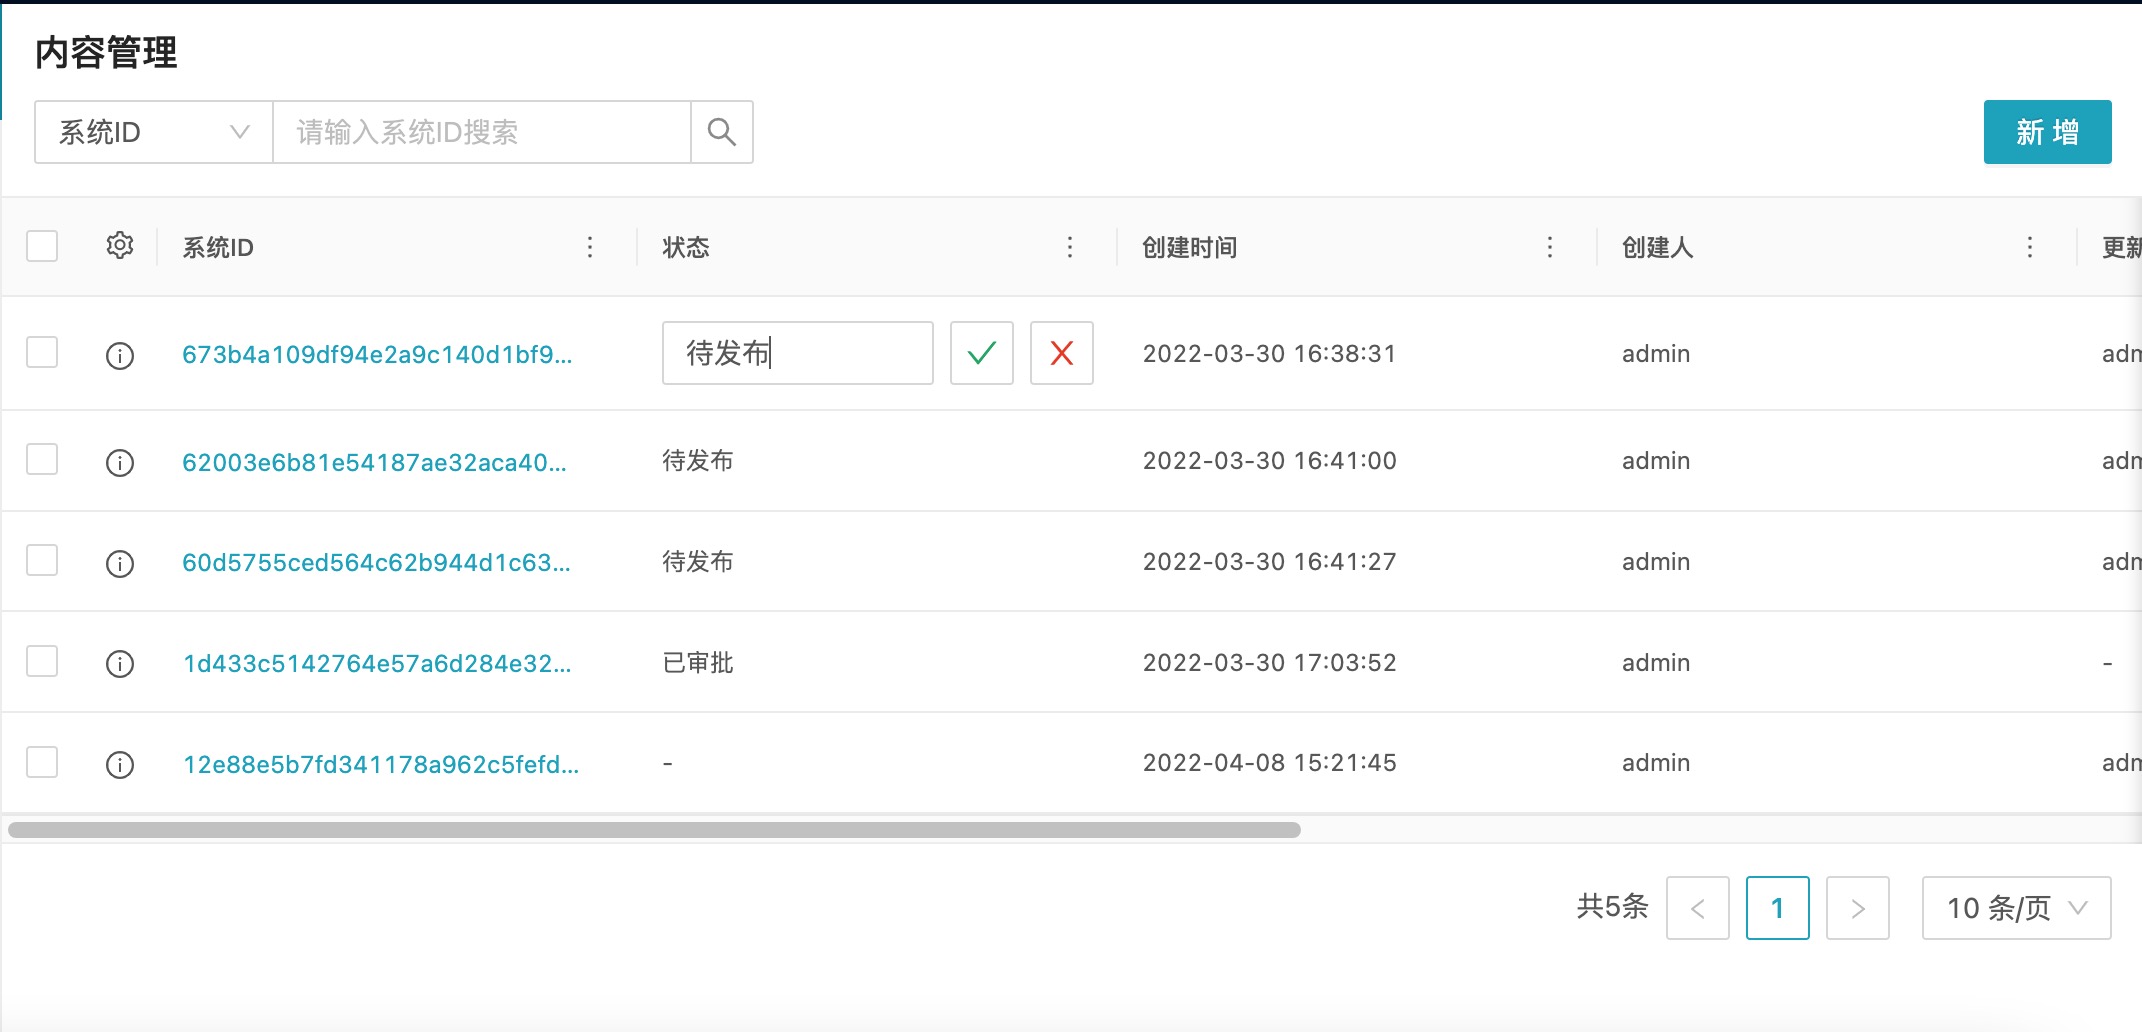 内容管理
系统ID 请输入系统ID搜索 新 增
系统ID 状态 创建时间 创建人 更新
673b4a109df94e2a9c140d1bf9... 待发布 2022-03-30 16:38:31 admin adm
62003e6b81e54187ae32aca40... 待发布 2022-03-30 16:41:00 admin adm
60d5755ced564c62b944d1c63... 待发布 2022-03-30 16:41:27 admin adm
1d433c5142764e57a6d284e32... 已审批 2022-03-30 17:03:52 admin -
12e88e5b7fd341178a962c5fefd... - 2022-04-08 15:21:45 admin adm
共5条 < 1 > 10 条/页